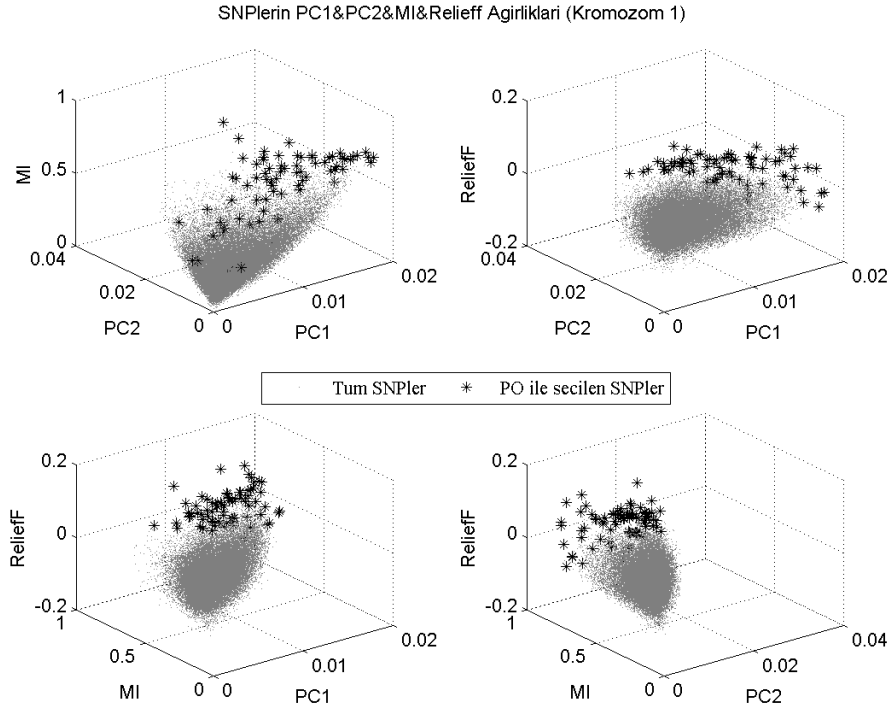 SNPlerin PC1&PC2&MI&Relieff Agirliklari (Kromozom 1)
1
0.5
0
MI
0.04
0.02
0
PC2
0
0.01
0.02
PC1
0.2
0
-0.2
ReliefF
0.04
0.02
0
PC2
0
0.01
0.02
PC1
Tum SNPler
PO ile secilen SNPler
0.2
0
-0.2
ReliefF
1
0.5
0
MI
0
0.01
0.02
PC1
0.2
0
-0.2
ReliefF
1
0.5
0
MI
0
0.02
0.04
PC2